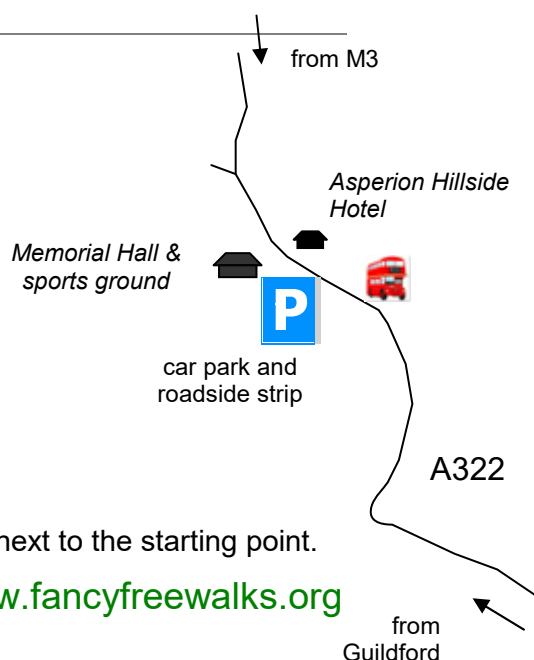 from M3
Asperion Hillside
Hotel
Memorial Hall &
sports ground
P
car park and
roadside strip
A322
next to the starting point.
w.fancyfreewalks.org
from
Guildford